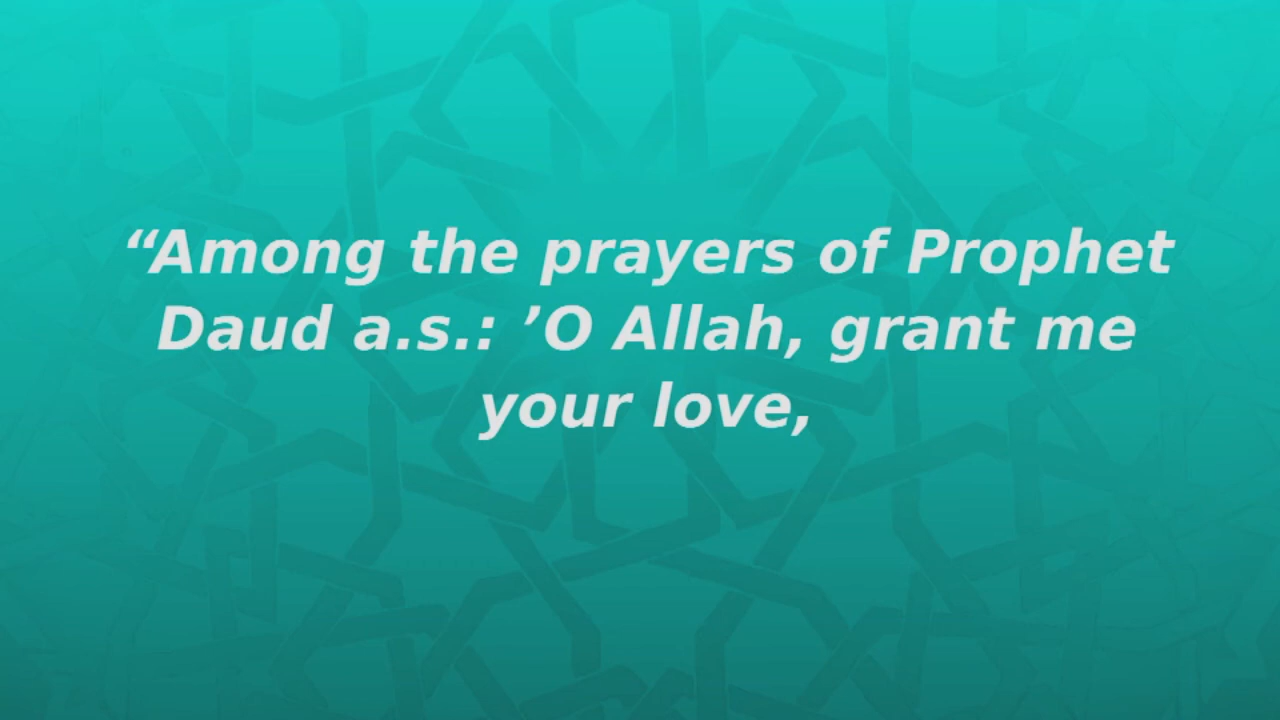 “Among the prayers of Prophet
Daud a.s.: ’O Allah, grant me
your love,